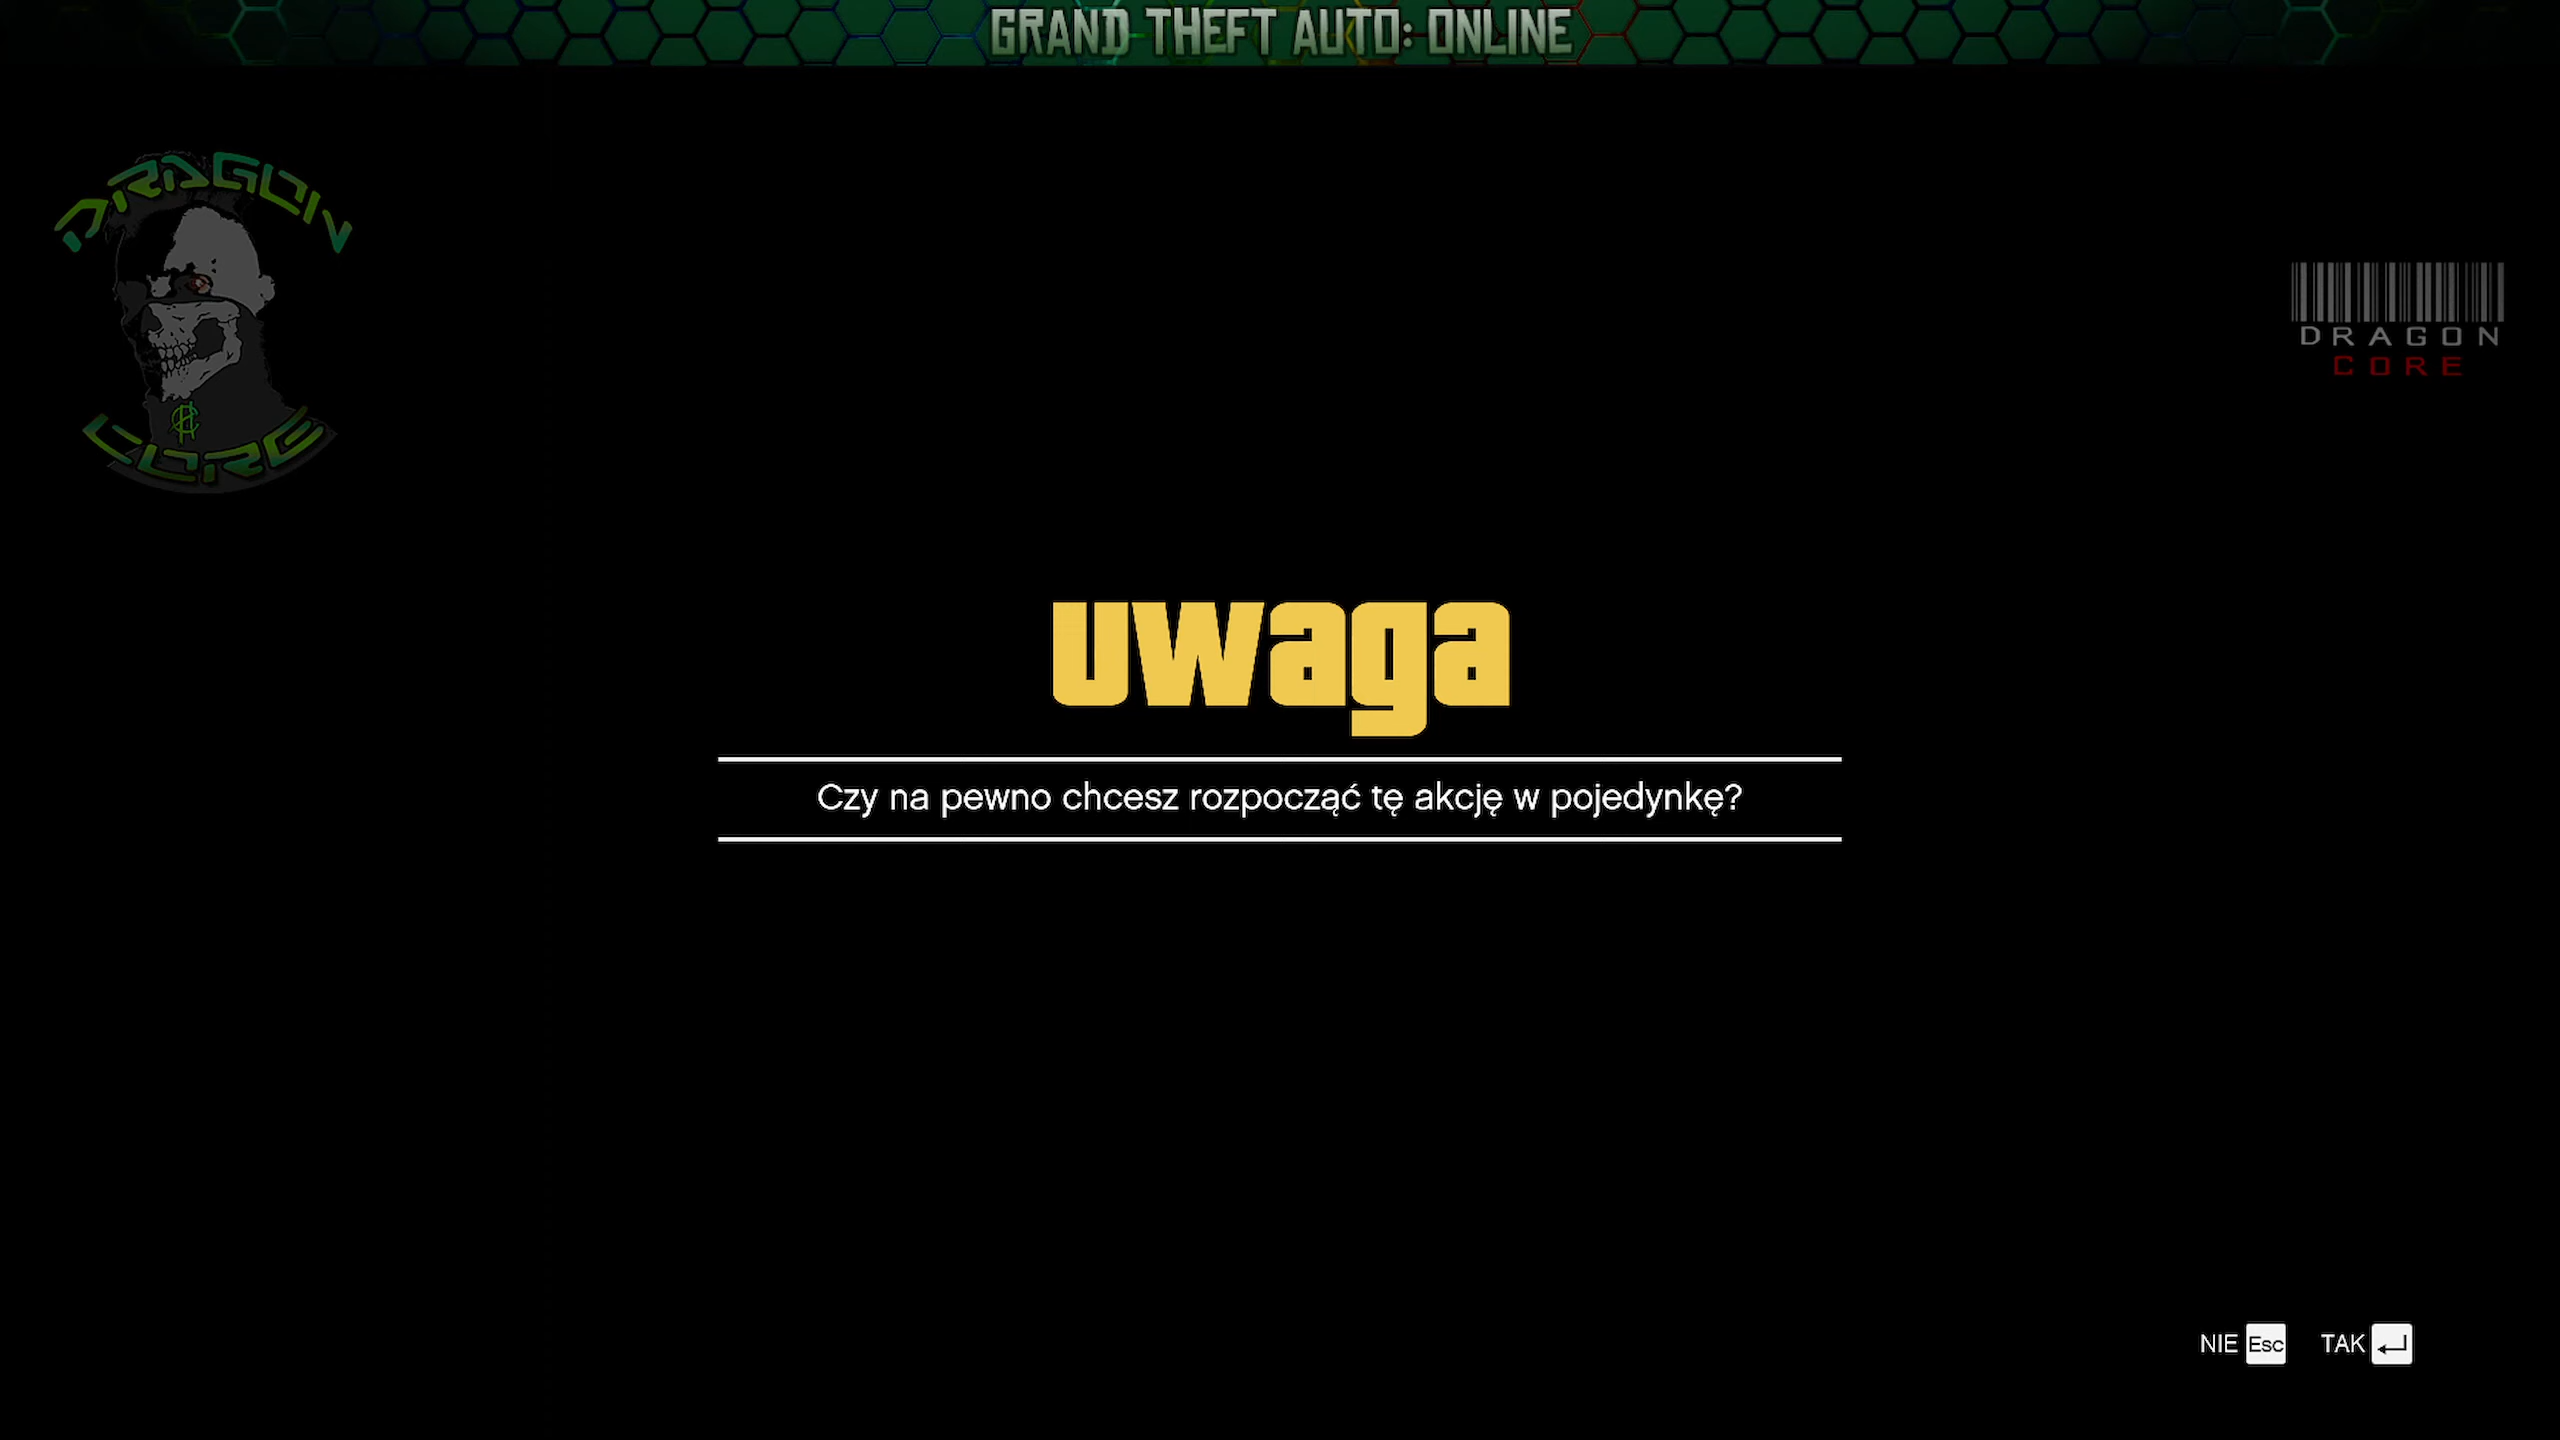 GRAND THEFT AUTO: ONLINE
DRAGON
CORE
DRAGON
CORE
uwaga
Czy na pewno chcesz rozpocząć tę akcję w pojedynkę?
NIE Esc TAK